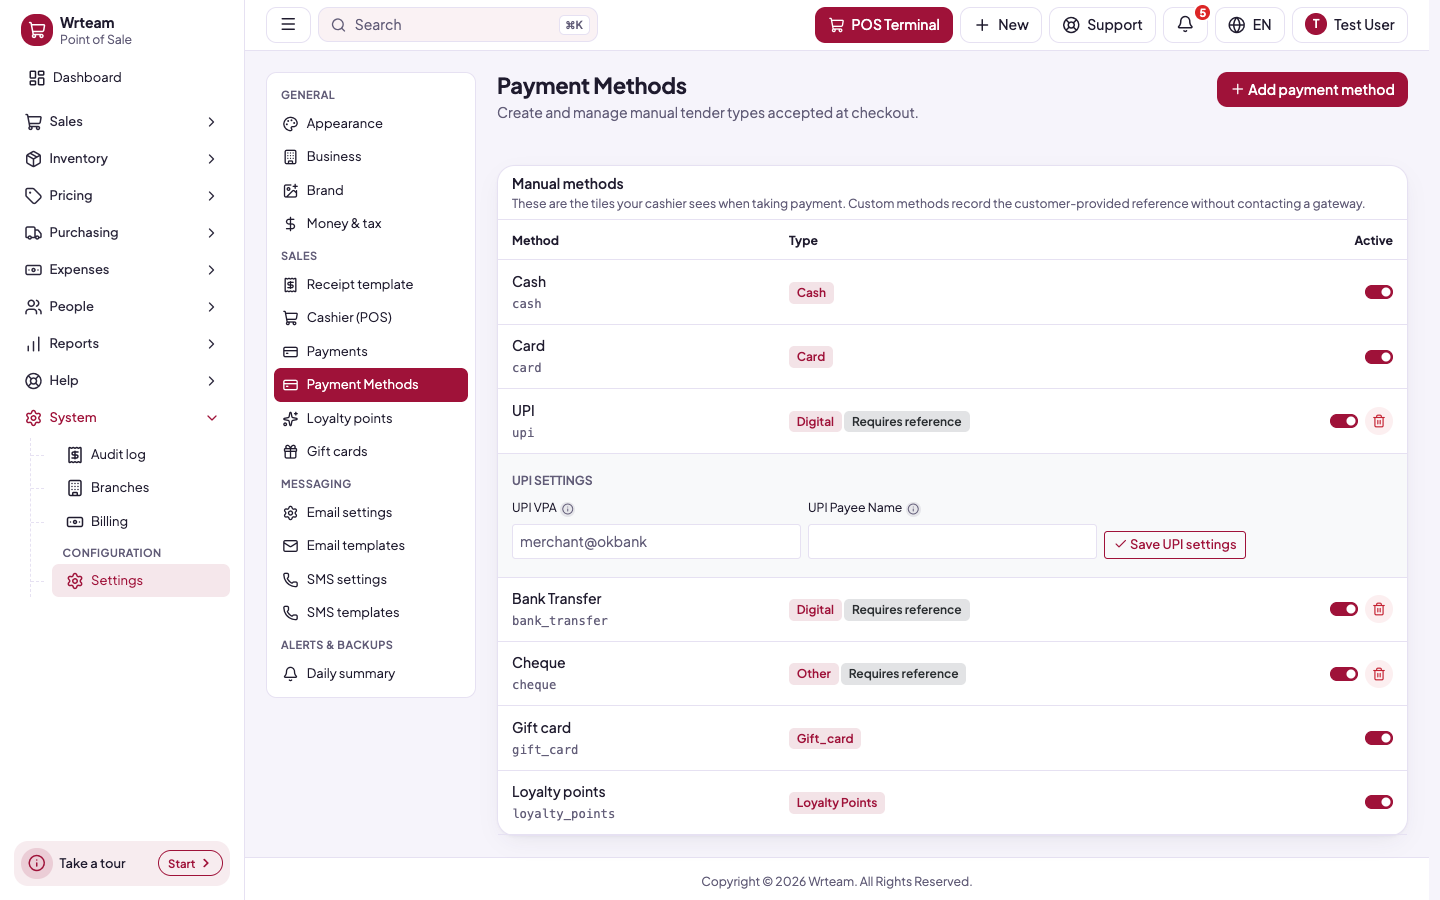 Wrteam
Point of Sale
Dashboard
Sales
Inventory
Pricing
Purchasing
Expenses
People
Reports
Help
System
Audit log
Branches
Billing
CONFIGURATION
Settings
Take a tour
Start
Search
⌘K
POS Terminal
New
Support
5
EN
T
Test User
GENERAL
Appearance
Business
Brand
Money & tax
SALES
Receipt template
Cashier (POS)
Payments
Payment Methods
Loyalty points
Gift cards
MESSAGING
Email settings
Email templates
SMS settings
SMS templates
ALERTS & BACKUPS
Daily summary
Payment Methods
Create and manage manual tender types accepted at checkout.
Add payment method
Manual methods
These are the tiles your cashier sees when taking payment. Custom methods record the customer-provided reference without contacting a gateway.
Method Type Active
Cash
cash
Cash
Card
card
Card
UPI
upi
Digital Requires reference
UPI SETTINGS
UPI VPA
UPI Payee Name
merchant@okbank
Save UPI settings
Bank Transfer
bank_transfer
Digital Requires reference
Cheque
cheque
Other Requires reference
Gift card
gift_card
Gift_card
Loyalty points
loyalty_points
Loyalty Points
Copyright © 2026 Wrteam. All Rights Reserved.